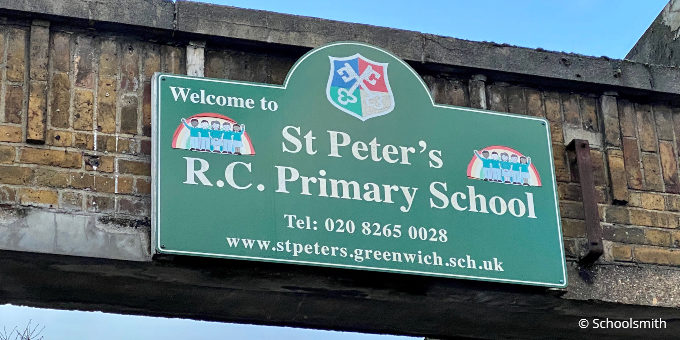 Welcome to
St Peter's
R.C. Primary School
Tel: 020 8265 0028
www.stpeters.greenwich.sch.uk
© Schoolsmith